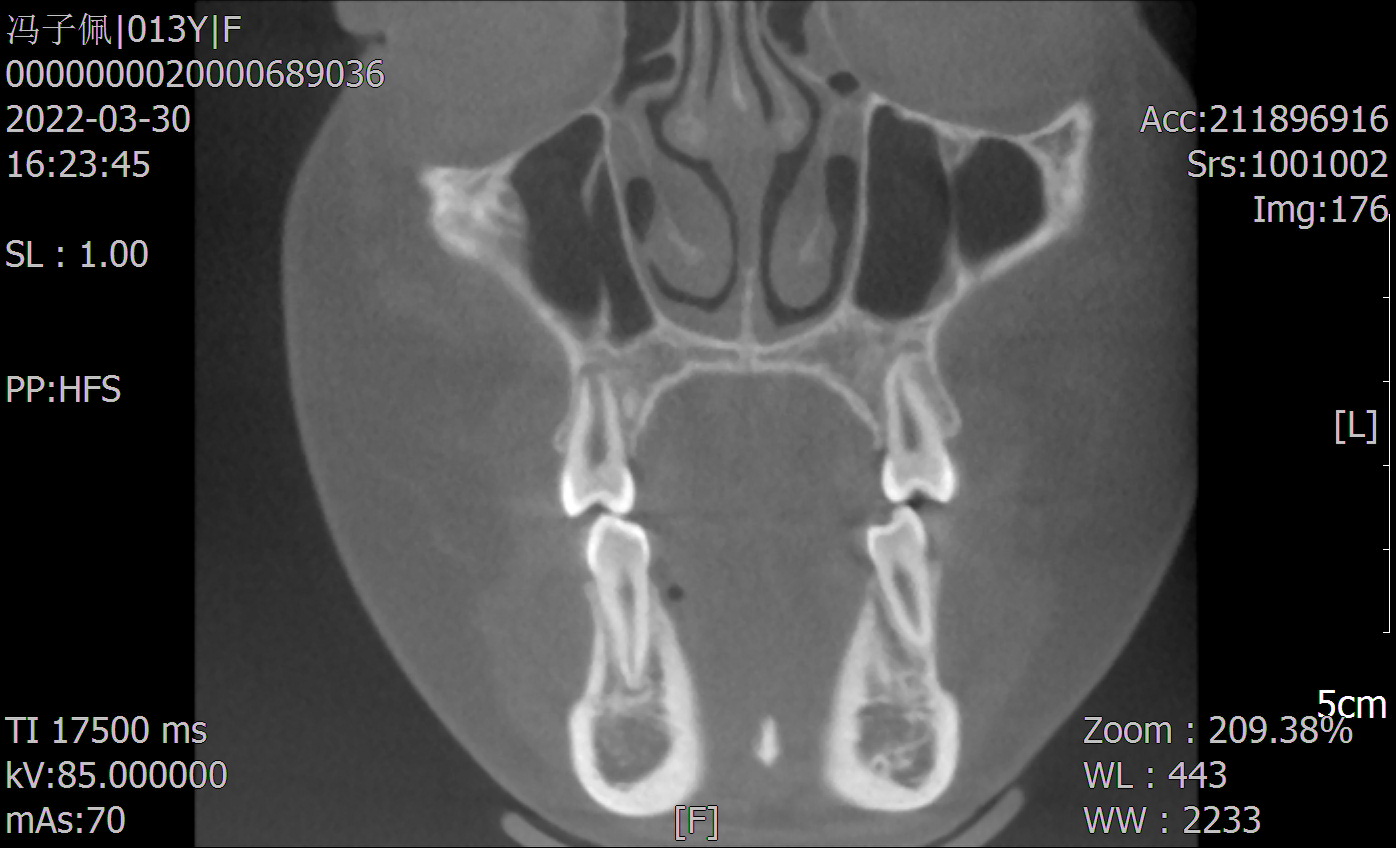 冯子佩|013Y|F
0000000020000689036
2022-03-30
16:23:45
SL : 1.00
PP:HFS
Acc:211896916
Srs:1001002
Img:176
[L]
5cm
TI 17500 ms
kV:85.000000
mAs:70
[F]
Zoom : 209.38%
WL : 443
WW : 2233